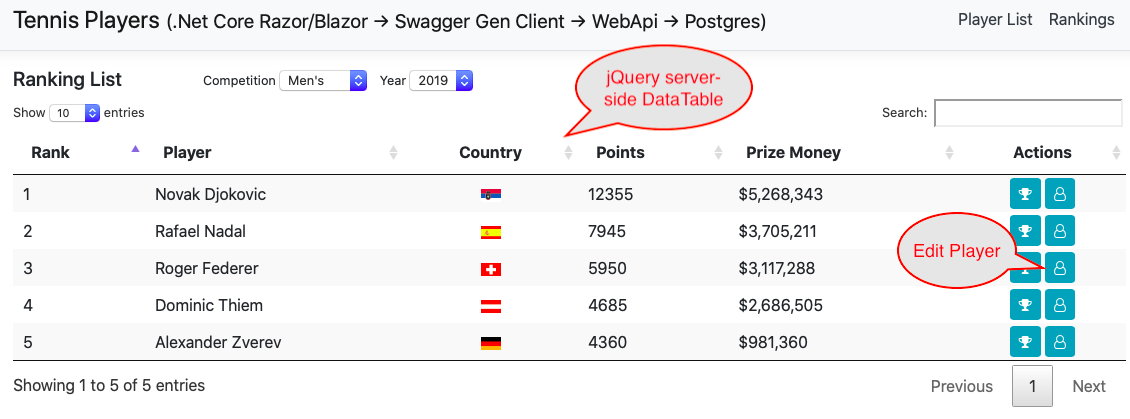 Tennis Players (.Net Core Razor/Blazor → Swagger Gen Client → WebApi → Postgres)
Player List Rankings
Ranking List Competition Men's Year 2019
jQuery server-
side DataTable
Show 10 entries Search:
Rank Player Country Points Prize Money Actions
1 Novak Djokovic 12355 $5,268,343
2 Rafael Nadal 7945 $3,705,211
3 Roger Federer 5950 $3,117,288
Edit Player
4 Dominic Thiem 4685 $2,686,505
5 Alexander Zverev 4360 $981,360
Showing 1 to 5 of 5 entries Previous 1 Next